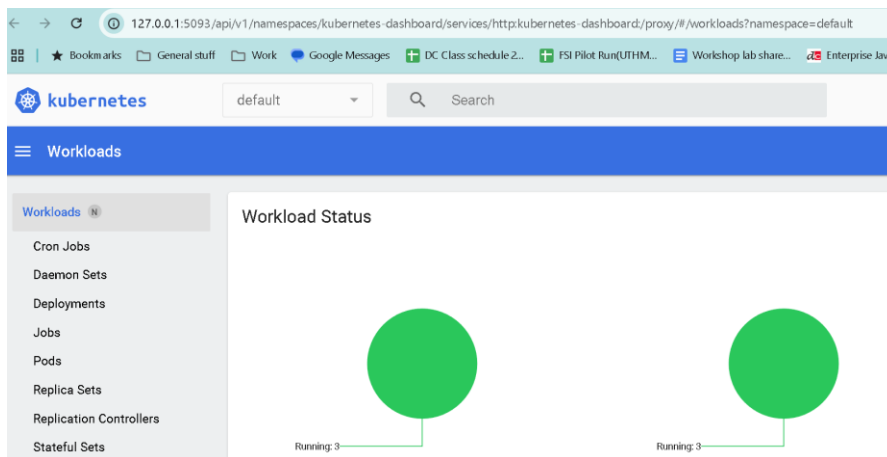 127.0.0.1:5093/api/v1/namespaces/kubernetes-dashboard/services/http:kubernetes-dashboard:/proxy/#/workloads?namespace=default
Bookmarks General stuff Work Google Messages DC Class schedule 2... FSI Pilot Run(UTHM... Workshop lab share... Enterprise Jav
kubernetes default Search
Workloads
Workloads N
Workload Status
Cron Jobs
Daemon Sets
Deployments
Jobs
Pods
Replica Sets
Replication Controllers
Stateful Sets
Running: 3 Running: 3